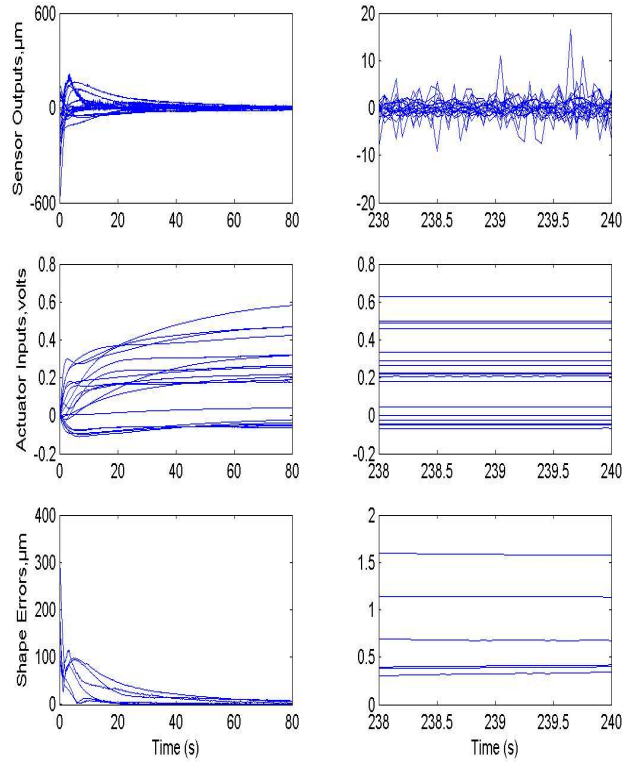 Sensor Outputs,µm
600
0
-600
0 20 40 60 80
20
10
0
-10
-20
238 238.5 239 239.5 240
Actuator Inputs,volts
0.8
0.6
0.4
0.2
0
-0.2
0 20 40 60 80
0.8
0.6
0.4
0.2
0
-0.2
238 238.5 239 239.5 240
Shape Errors,µm
400
300
200
100
0
0 20 40 60 80
Time (s)
2
1.5
1
0.5
0
238 238.5 239 239.5 240
Time (s)